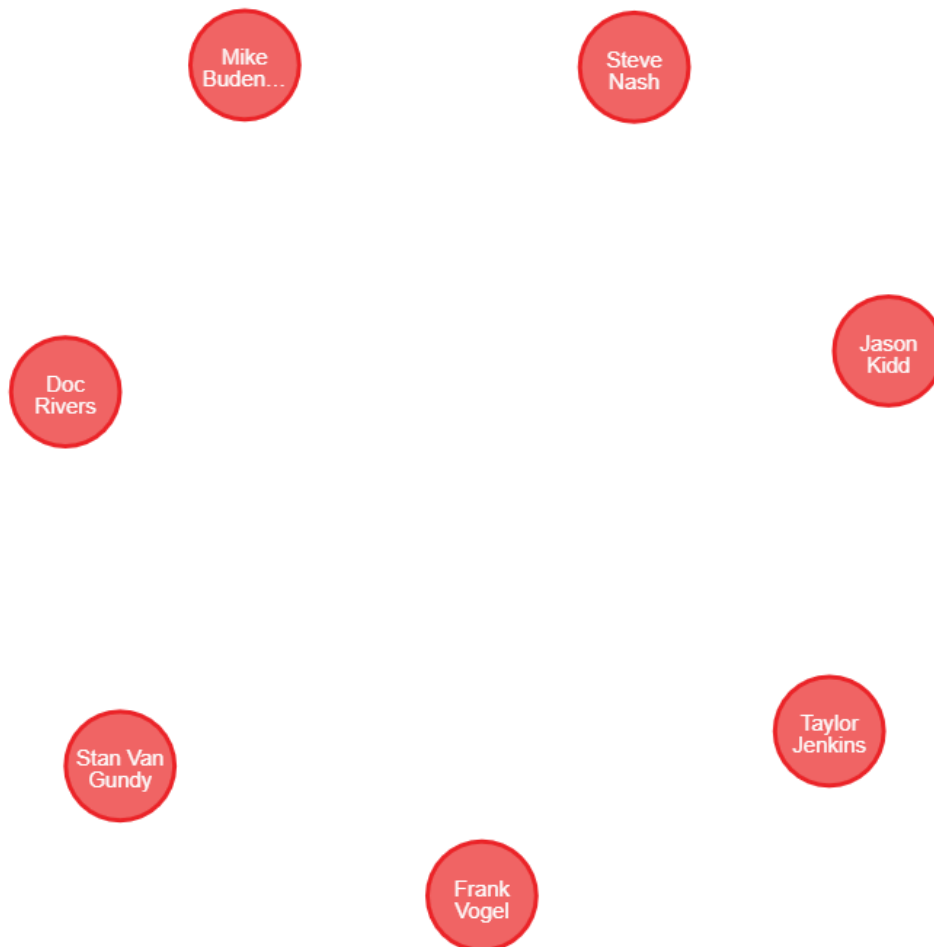 Mike
Buden…
Steve
Nash
Jason
Kidd
Doc
Rivers
Taylor
Jenkins
Stan Van
Gundy
Frank
Vogel